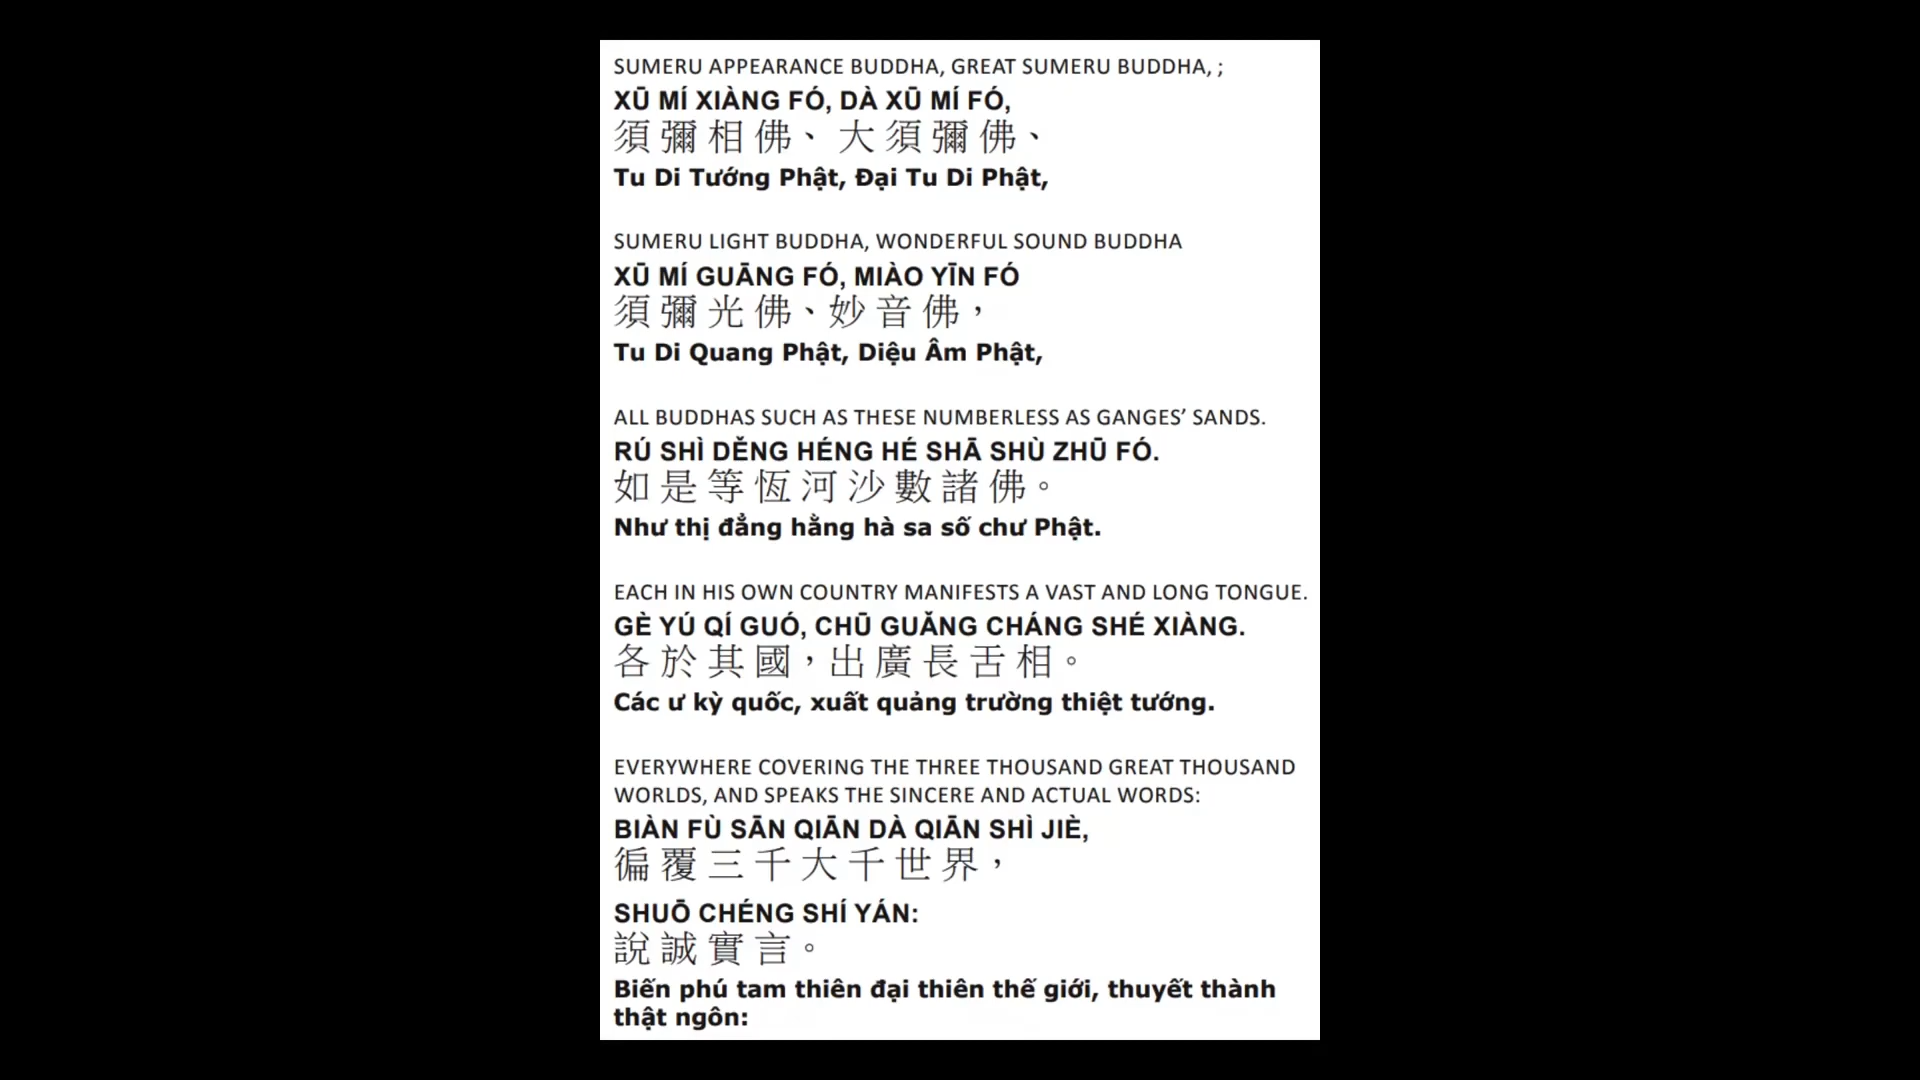 SUMERU APPEARANCE BUDDHA, GREAT SUMERU BUDDHA, ;
XŪ MÍ XIÀNG FÓ, DÀ XŪ MÍ FÓ,
須彌相佛、大須彌佛、
Tu Di Tướng Phật, Đại Tu Di Phật,
SUMERU LIGHT BUDDHA, WONDERFUL SOUND BUDDHA
XŪ MÍ GUĀNG FÓ, MIÀO YĪN FÓ
須彌光佛、妙音佛，
Tu Di Quang Phật, Diệu Âm Phật,
ALL BUDDHAS SUCH AS THESE NUMBERLESS AS GANGES’ SANDS.
RÚ SHÌ DĚNG HÉNG HÉ SHĀ SHÙ ZHŪ FÓ.
如是等恆河沙數諸佛。
Như thị đẳng hằng hà sa số chư Phật.
EACH IN HIS OWN COUNTRY MANIFESTS A VAST AND LONG TONGUE.
GÈ YÚ QÍ GUÓ, CHŪ GUǍNG CHÁNG SHÉ XIÀNG.
各於其國，出廣長舌相。
Các ư kỳ quốc, xuất quảng trường thiệt tướng.
EVERYWHERE COVERING THE THREE THOUSAND GREAT THOUSAND
WORLDS, AND SPEAKS THE SINCERE AND ACTUAL WORDS:
BIÀN FÙ SĀN QIĀN DÀ QIĀN SHÌ JIÈ,
徧覆三千大千世界，
SHUŌ CHÉNG SHÍ YÁN:
說誠實言。
Biến phú tam thiên đại thiên thế giới, thuyết thành
thật ngôn: